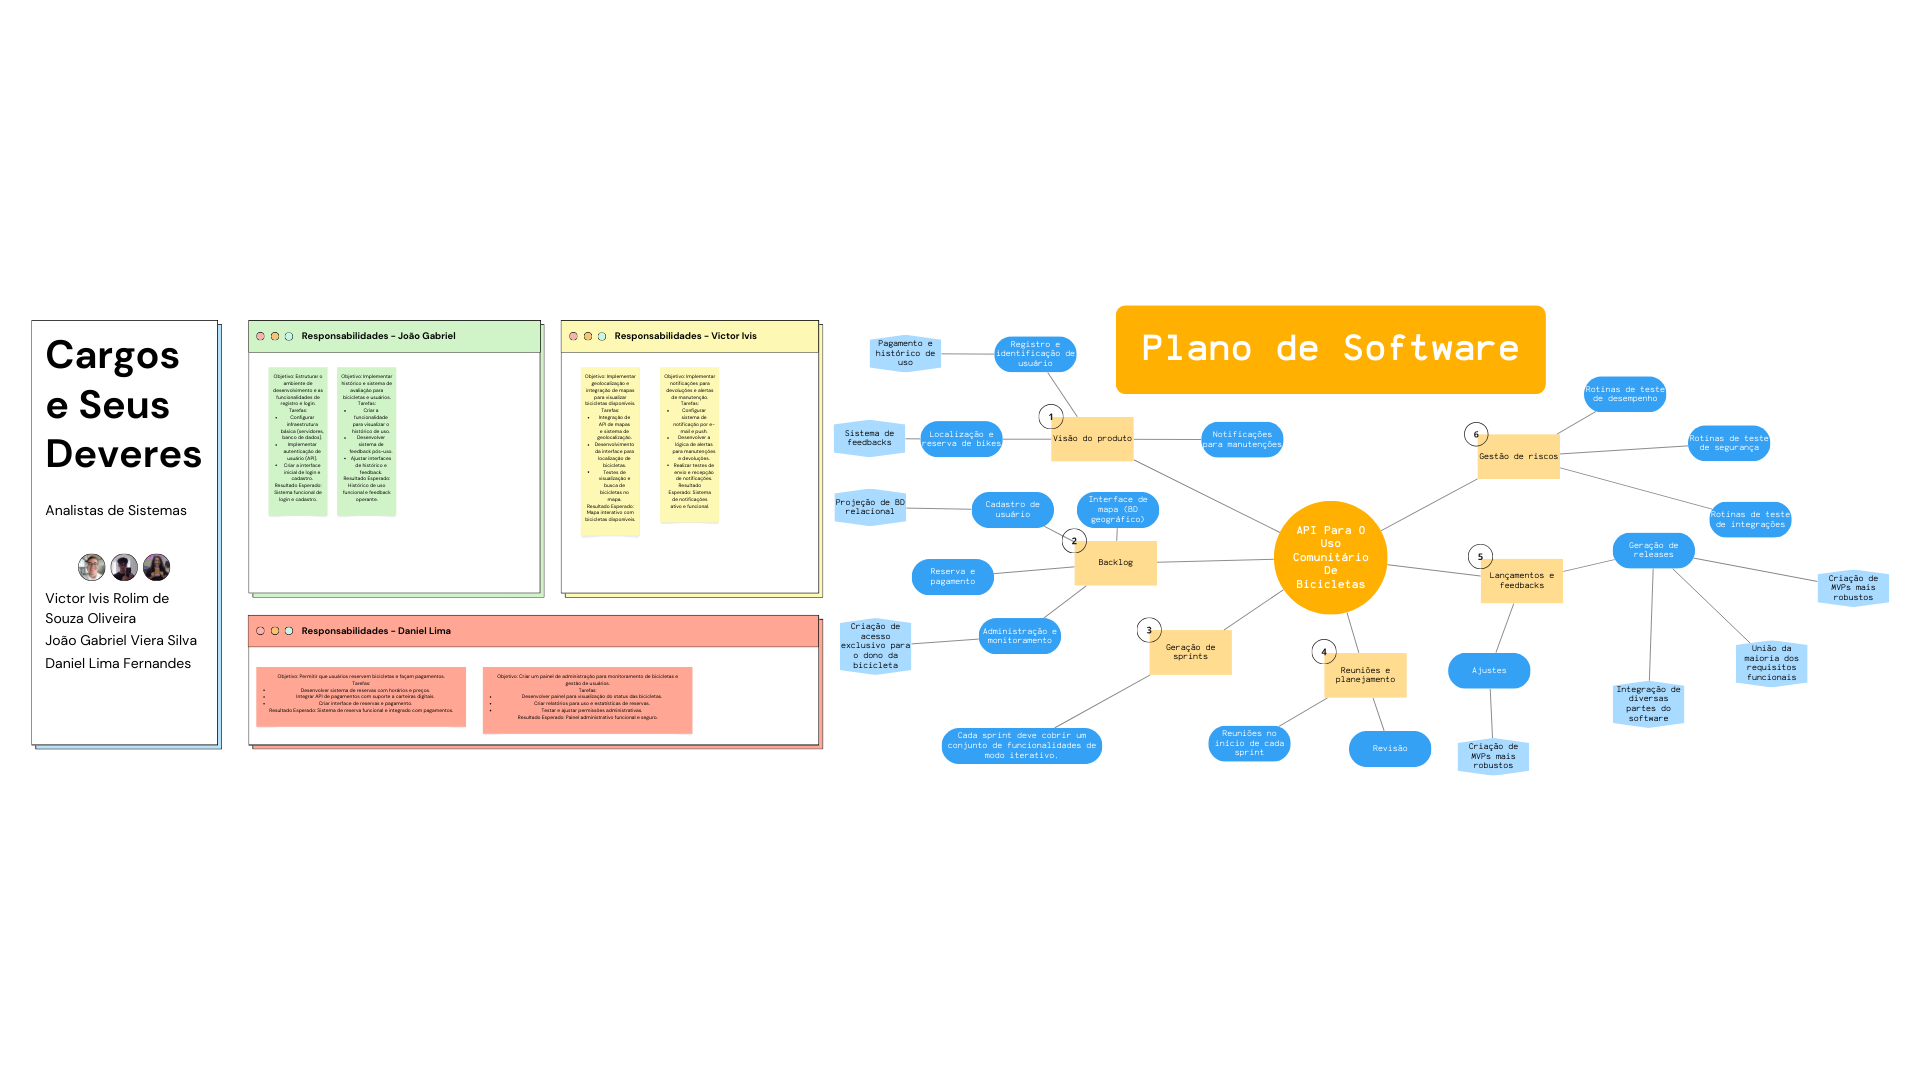 Cargos
e Seus
Deveres
Analistas de Sistemas
Victor Ivis Rolim de
Souza Oliveira
João Gabriel Viera Silva
Daniel Lima Fernandes
Responsabilidades - João Gabriel
Objetivo: Estruturar o
ambiente de
desenvolvimento e as
funcionalidades de
registro e login.
Tarefas:
• Configurar
infraestrutura
básica (servidores,
banco de dados).
• Implementar
autenticação de
usuário (API).
• Criar a interface
inicial de login e
cadastro.
Resultado Esperado:
Sistema funcional de
login e cadastro.
Objetivo: Implementar
histórico e sistema de
avaliação para
bicicletas e usuários.
Tarefas:
• Criar a
funcionalidade
para visualizar o
histórico de uso.
• Desenvolver
sistema de
feedback pós-uso.
• Ajustar interfaces
de histórico e
feedback.
Resultado Esperado:
Histórico de uso
funcional e feedback
operante.
Responsabilidades - Victor Ivis
Objetivo: Implementar
geolocalização e
integração de mapas
para visualizar
bicicletas disponíveis.
Tarefas:
• Integração de
API de mapas
e sistema de
geolocalização.
• Desenvolvimento
da interface para
localização de
bicicletas.
• Testes de
visualização e
busca de
bicicletas no
mapa.
Resultado Esperado:
Mapa interativo com
bicicletas disponíveis.
Objetivo: Implementar
notificações para
devoluções e alertas
de manutenção.
Tarefas:
• Configurar
sistema de
notificação por e-
mail e push.
• Desenvolver a
lógica de alertas
para manutenções
e devoluções.
• Realizar testes de
envio e recepção
de notificações.
Resultado
Esperado: Sistema
de notificações
ativo e funcional.
Responsabilidades - Daniel Lima
Objetivo: Permitir que usuários reservem bicicletas e façam pagamentos.
Tarefas:
• Desenvolver sistema de reservas com horários e preços.
• Integrar API de pagamentos com suporte a carteiras digitais.
• Criar interface de reservas e pagamento.
Resultado Esperado: Sistema de reserva funcional e integrado com pagamentos.
Objetivo: Criar um painel de administração para monitoramento de bicicletas e
gestão de usuários.
Tarefas:
• Desenvolver painel para visualização do status das bicicletas.
• Criar relatórios para uso e estatísticas de reservas.
• Testar e ajustar permissões administrativas.
Resultado Esperado: Painel administrativo funcional e seguro.
Plano de Software
API Para O
Uso
Comunitário
De
Bicicletas
1
Visão do produto
Registro e
identificação de
usuário
Pagamento e
histórico de
uso
Localização e
reserva de bikes
Sistema de
feedbacks
Notificações
para manutenções
2
Backlog
Cadastro de
usuário
Projeção de BD
relacional
Interface de
mapa (BD
geográfico)
Reserva e
pagamento
Administração e
monitoramento
Criação de
acesso
exclusivo para
o dono da
bicicleta
3
Geração de
sprints
Cada sprint deve cobrir um
conjunto de funcionalidades de
modo iterativo.
4
Reuniões e
planejamento
Reuniões no
início de cada
sprint
Revisão
5
Lançamentos e
feedbacks
Geração de
releases
Criação de
MVPs mais
robustos
União da
maioria dos
requisitos
funcionais
Integração de
diversas
partes do
software
Ajustes
Criação de
MVPs mais
robustos
6
Gestão de riscos
Rotinas de teste
de desempenho
Rotinas de teste
de segurança
Rotinas de teste
de integrações